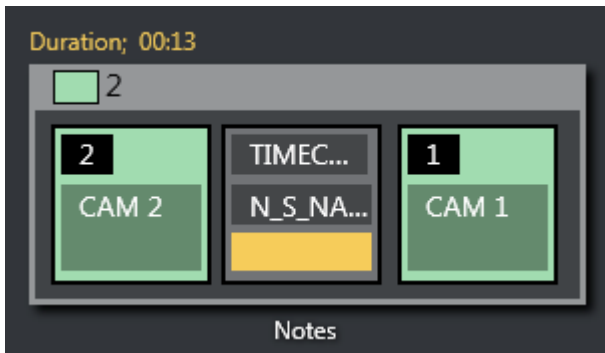 Duration; 00:13
2
2 TIMEC... 1
CAM 2 N_S_NA... CAM 1
Notes